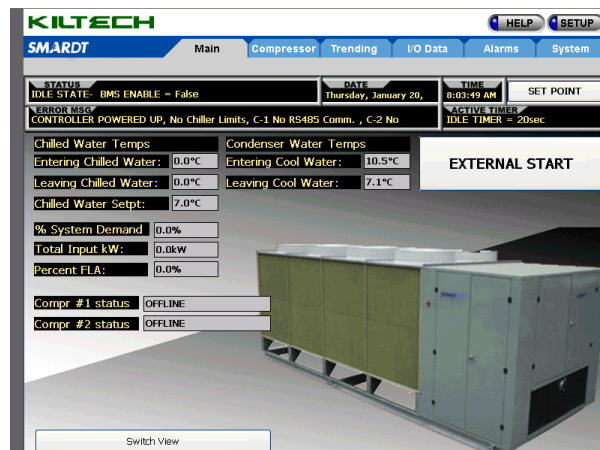 KILTECH
HELP
SETUP
SMARDT
Main
Compressor
Trending
I/O Data
Alarms
System
STATUS
IDLE STATE- BMS ENABLE = False
DATE
Thursday, January 20,
TIME
8:03:49 AM
SET POINT
ERROR MSG
CONTROLLER POWERED UP, No Chiller Limits, C-1 No RS485 Comm. , C-2 No
ACTIVE TIMER
IDLE TIMER = 20sec
Chilled Water Temps
Condenser Water Temps
Entering Chilled Water: 0.0°C
Entering Cool Water: 10.5°C
EXTERNAL START
Leaving Chilled Water: 0.0°C
Leaving Cool Water: 7.1°C
Chilled Water Setpt: 7.0°C
% System Demand 0.0%
Total Input kW: 0.0kW
Percent FLA: 0.0%
Compr #1 status OFFLINE
Compr #2 status OFFLINE
Switch View